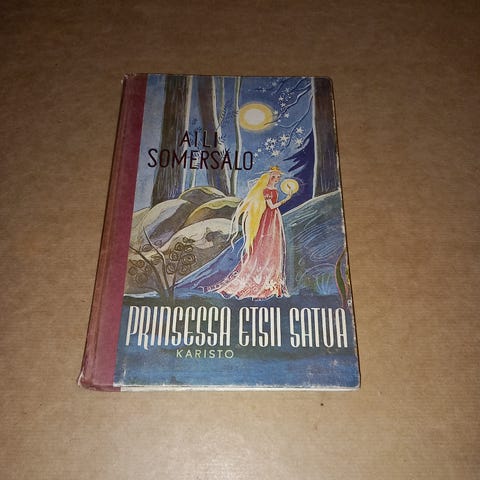 AILI
SOMERSALO
PRINSESSA ETSII SATUA
KARISTO